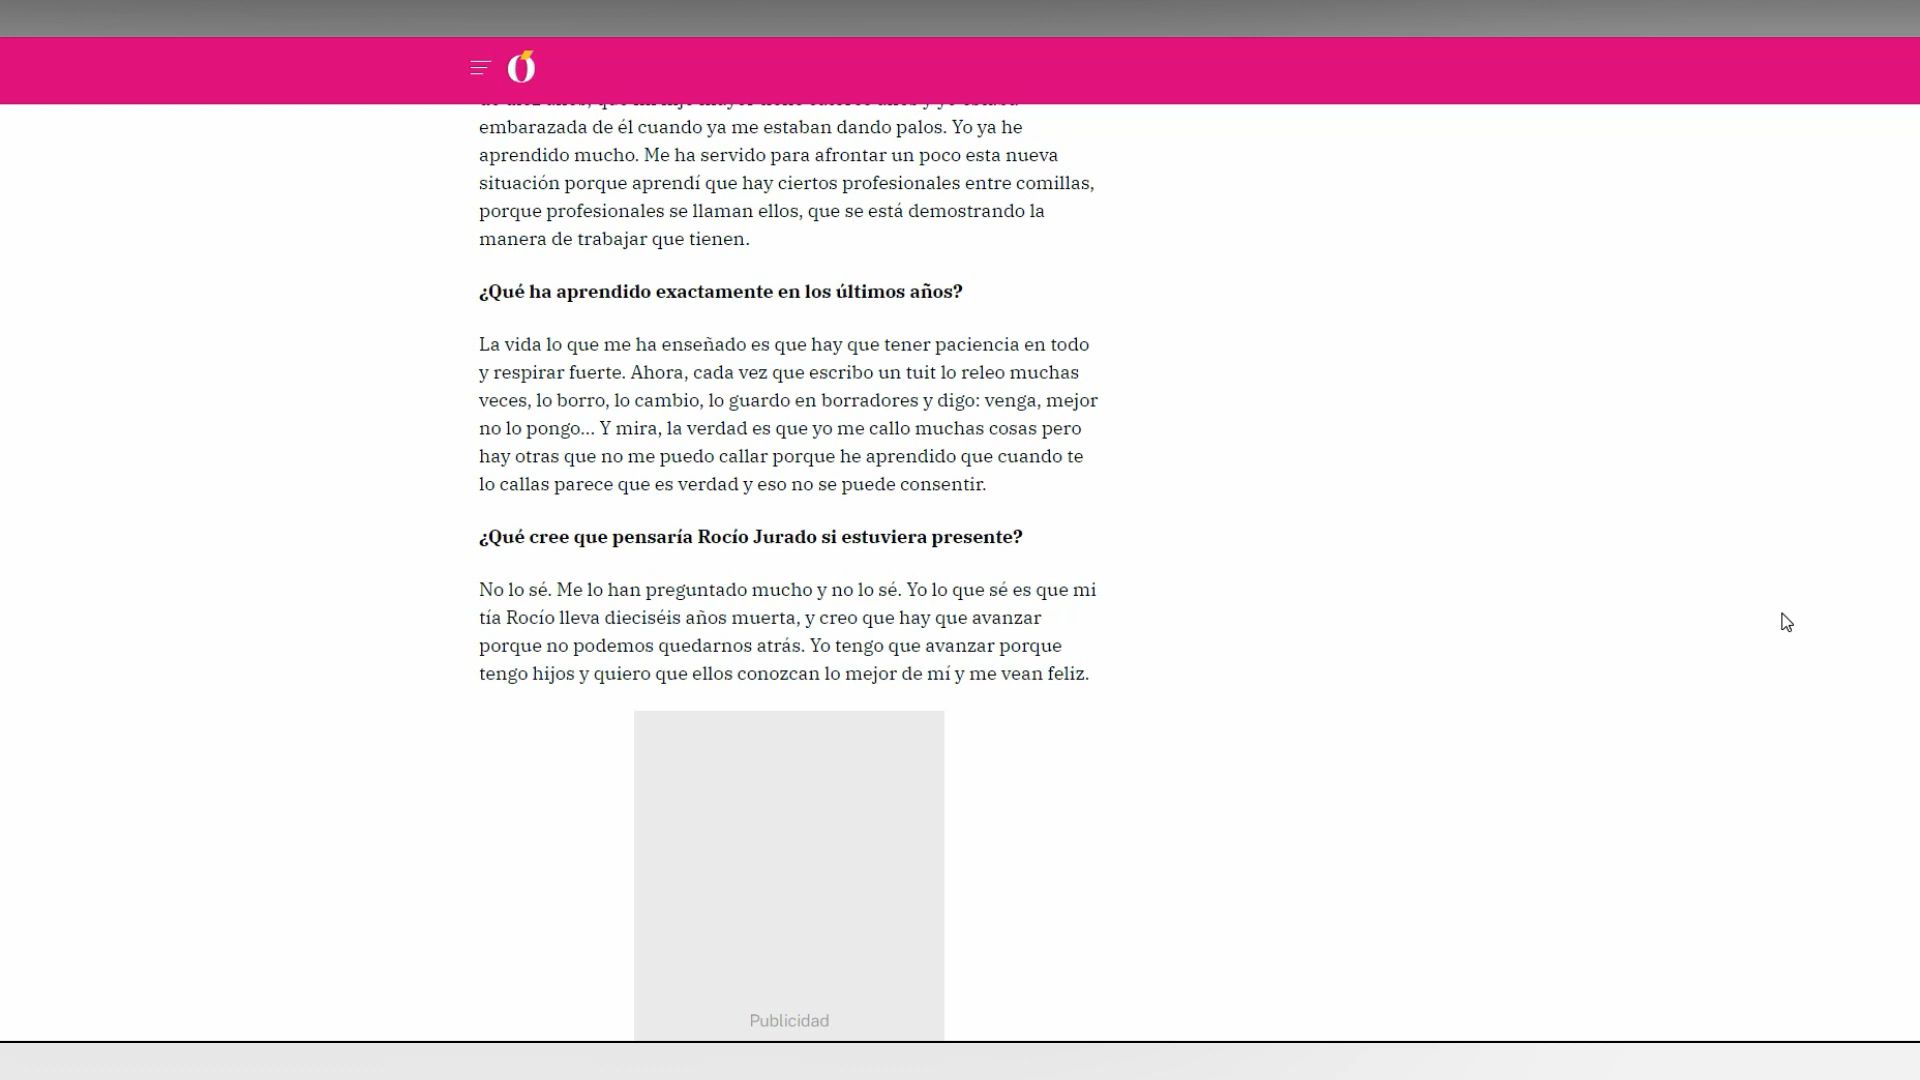 Ó
embarazada de él cuando ya me estaban dando palos. Yo ya he
aprendido mucho. Me ha servido para afrontar un poco esta nueva
situación porque aprendí que hay ciertos profesionales entre comillas,
porque profesionales se llaman ellos, que se está demostrando la
manera de trabajar que tienen.
¿Qué ha aprendido exactamente en los últimos años?
La vida lo que me ha enseñado es que hay que tener paciencia en todo
y respirar fuerte. Ahora, cada vez que escribo un tuit lo releo muchas
veces, lo borro, lo cambio, lo guardo en borradores y digo: venga, mejor
no lo pongo... Y mira, la verdad es que yo me callo muchas cosas pero
hay otras que no me puedo callar porque he aprendido que cuando te
lo callas parece que es verdad y eso no se puede consentir.
¿Qué cree que pensaría Rocío Jurado si estuviera presente?
No lo sé. Me lo han preguntado mucho y no lo sé. Yo lo que sé es que mi
tía Rocío lleva dieciséis años muerta, y creo que hay que avanzar
porque no podemos quedarnos atrás. Yo tengo que avanzar porque
tengo hijos y quiero que ellos conozcan lo mejor de mí y me vean feliz.
Publicidad